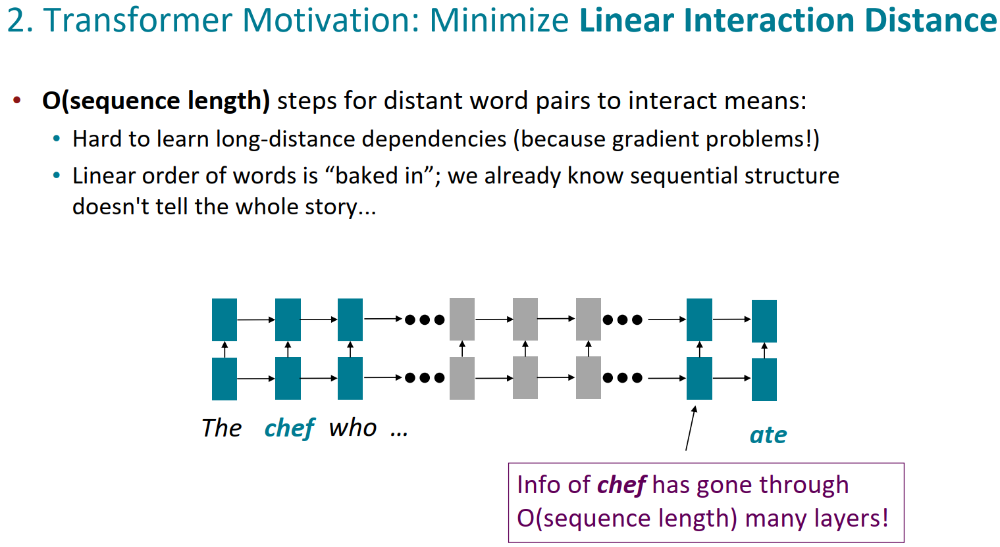 2. Transformer Motivation: Minimize Linear Interaction Distance
• O(sequence length) steps for distant word pairs to interact means:
• Hard to learn long-distance dependencies (because gradient problems!)
• Linear order of words is “baked in”; we already know sequential structure
doesn't tell the whole story...
The chef who ...
ate
Info of chef has gone through
O(sequence length) many layers!